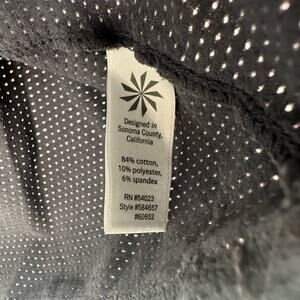 Designed in
Sonoma County,
California
84% cotton,
10% polyester,
6% spandex
RN #54023
Style #584657
#60652